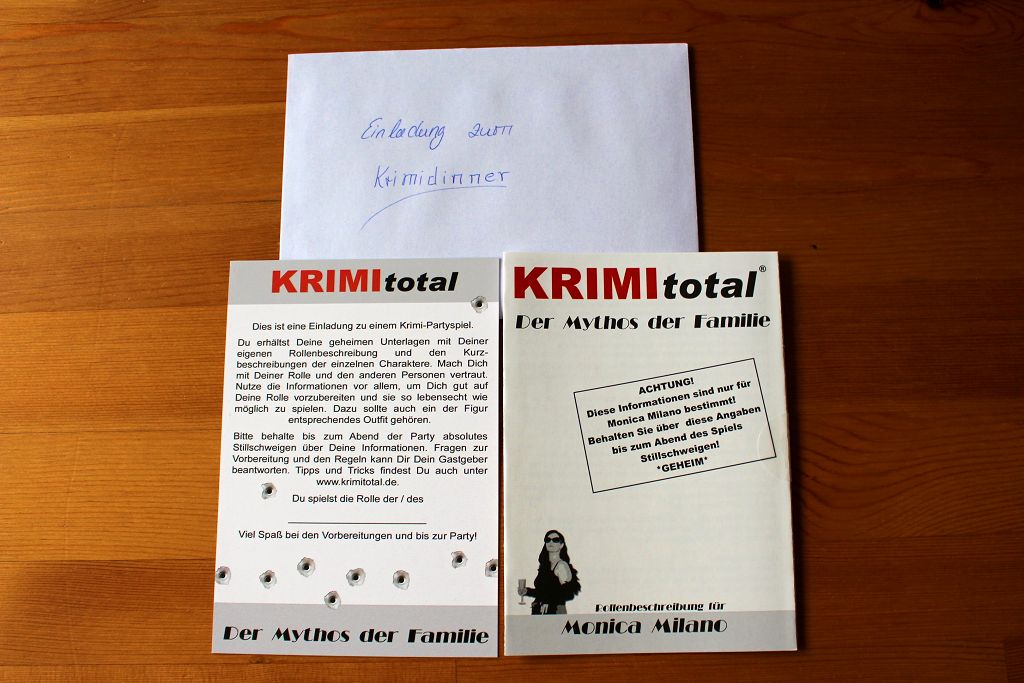 Einladung zum
Krimidinner
KRIMItotal
Dies ist eine Einladung zu einem Krimi-Partyspiel.
Du erhältst Deine geheimen Unterlagen mit Deiner
eigenen Rollenbeschreibung und den Kurz-
beschreibungen der einzelnen Charaktere. Mach Dich
mit Deiner Rolle und den anderen Personen vertraut.
Nutze die Informationen vor allem, um Dich gut auf
Deine Rolle vorzubereiten und sie so lebensecht wie
möglich zu spielen. Dazu sollte auch ein der Figur
entsprechendes Outfit gehören.
Bitte behalte bis zum Abend der Party absolutes
Stillschweigen über Deine Informationen. Fragen zur
Vorbereitung und den Regeln kann Dir Dein Gastgeber
beantworten. Tipps und Tricks findest Du auch unter
www.krimitotal.de.
Du spielst die Rolle der / des
Viel Spaß bei den Vorbereitungen und bis zur Party!
Der Mythos der Familie
KRIMItotal®
Der Mythos der Familie
ACHTUNG!
Diese Informationen sind nur für
Monica Milano bestimmt!
Behalten Sie über diese Angaben
bis zum Abend des Spiels
Stillschweigen!
*GEHEIM*
Rollenbeschreibung für
Monica Milano